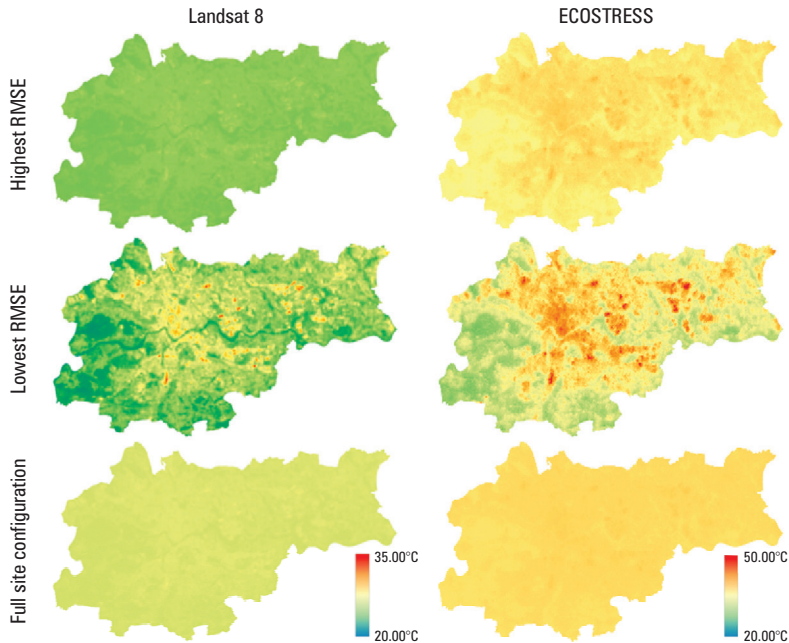 Landsat 8
ECOSTRESS
Highest RMSE
Lowest RMSE
Full site configuration
35.00°C
20.00°C
50.00°C
20.00°C